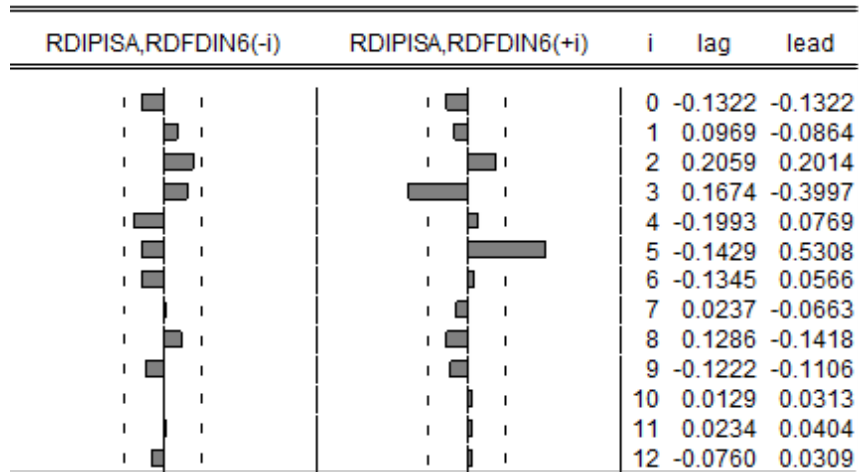 RDIPISA,RDFDIN6(-i) RDIPISA,RDFDIN6(+i) i lag lead
0 -0.1322 -0.1322
1 0.0969 -0.0864
2 0.2059 0.2014
3 0.1674 -0.3997
4 -0.1993 0.0769
5 -0.1429 0.5308
6 -0.1345 0.0566
7 0.0237 -0.0663
8 0.1286 -0.1418
9 -0.1222 -0.1106
10 0.0129 0.0313
11 0.0234 0.0404
12 -0.0760 0.0309